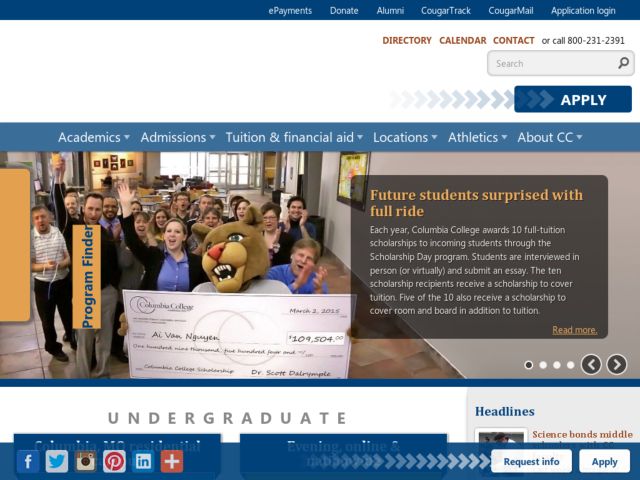 ePayments Donate Alumni CougarTrack CougarMail Application login
DIRECTORY CALENDAR CONTACT or call 800-231-2391
Search
APPLY
Academics Admissions Tuition & financial aid Locations Athletics About CC
Program Finder
Future students surprised with
full ride
Each year, Columbia College awards 10 full-tuition
scholarships to incoming students through the
Scholarship Day program. Students are interviewed in
person (or virtually) and submit an essay. The ten
scholarship recipients receive a scholarship to cover
tuition. Five of the 10 also receive a scholarship to
cover room and board in addition to tuition.
Read more.
Columbia College
March 2, 2015
Ai Van Nguyen
$109,504.00
One hundred nine thousand, five hundred four and
Columbia College Scholarship Dr. Scott Dalrymple
UNDERGRADUATE
Headlines
Columbia, MO residential
Evening, online &
Science bonds middle
Request info
Apply